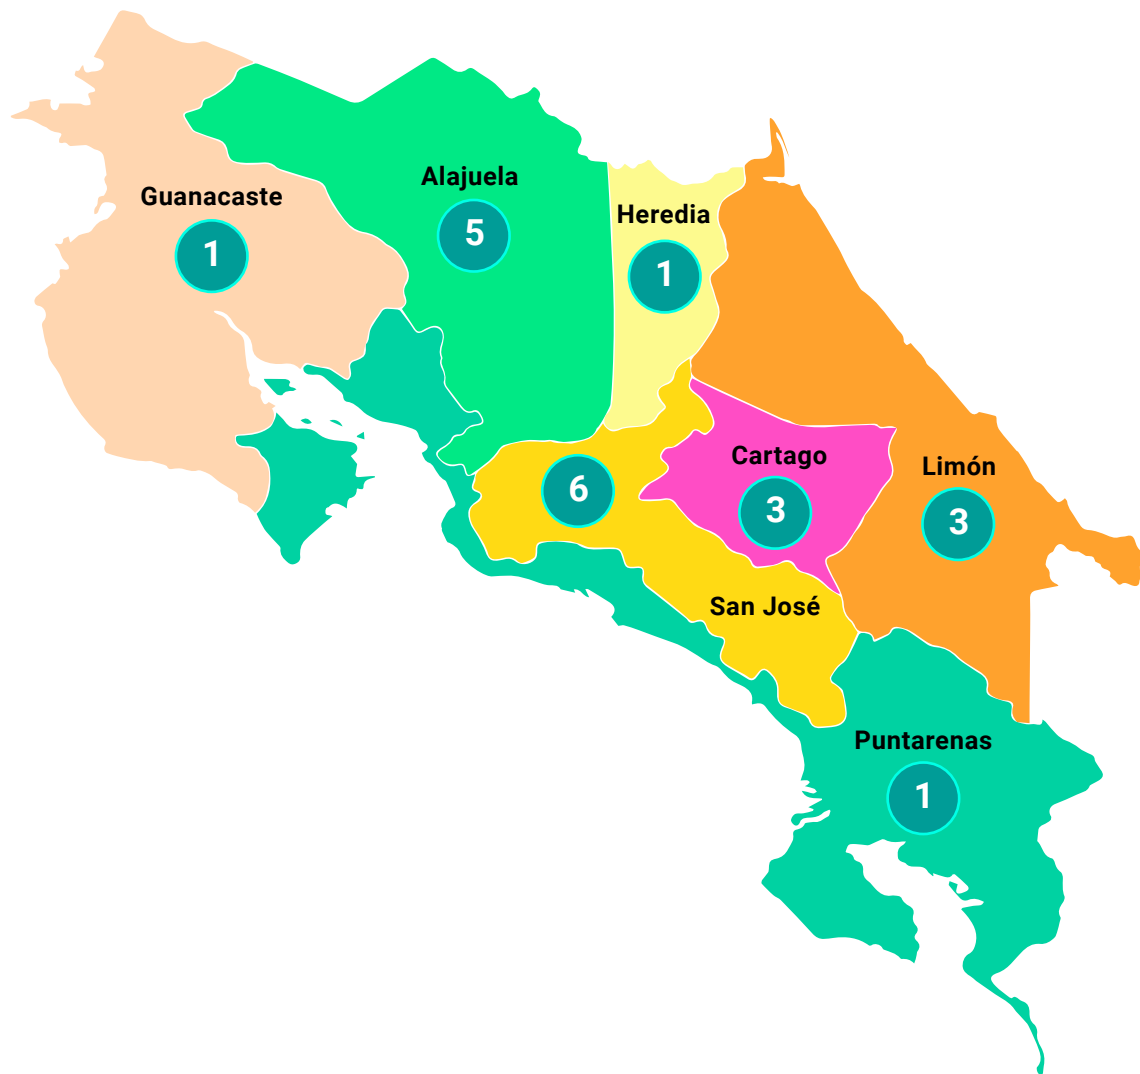 Alajuela
5
Guanacaste
1
Heredia
1
Cartago
3
Limón
3
6
San José
Puntarenas
1